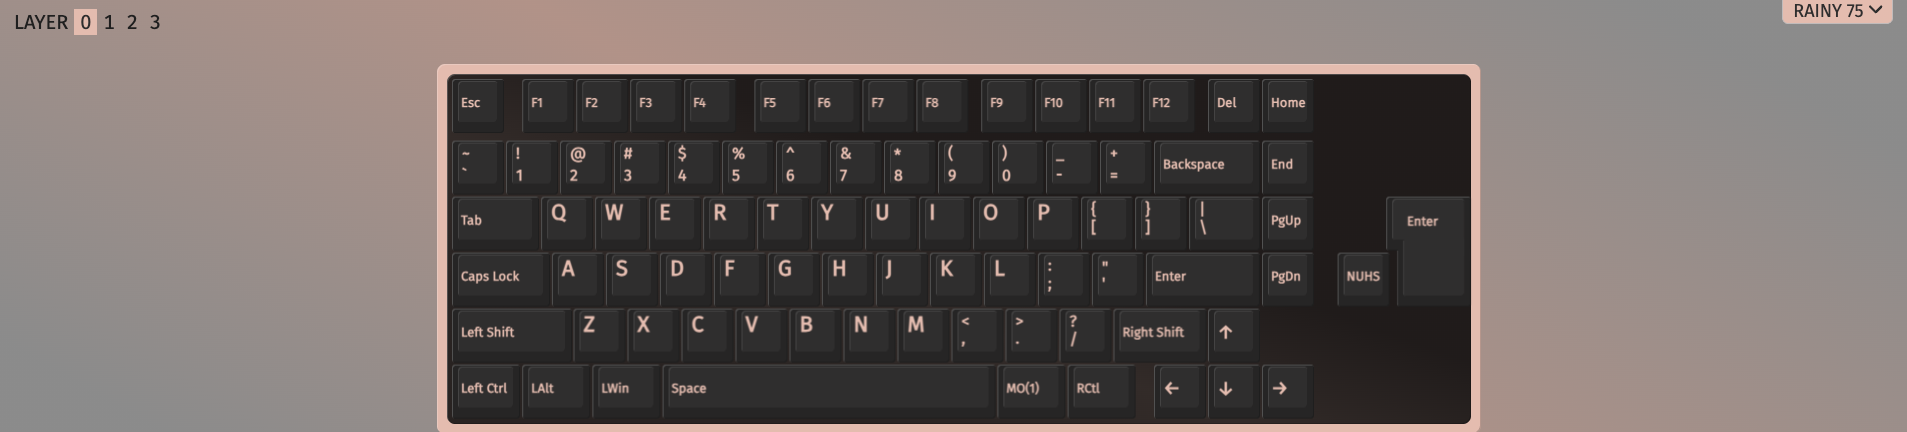 LAYER 0 1 2 3
RAINY 75
Esc F1 F2 F3 F4 F5 F6 F7 F8 F9 F10 F11 F12 Del Home
~ ! @ # $ % ^ & * ( ) _ +
` 1 2 3 4 5 6 7 8 9 0 - = Backspace End
Tab Q W E R T Y U I O P { } | PgUp Enter
[ ] \
Caps Lock A S D F G H J K L : " Enter PgDn NUHS
; '
Left Shift Z X C V B N M < > ? Right Shift ↑
, . /
Left Ctrl LAlt LWin Space MO(1) RCtl ← ↓ →